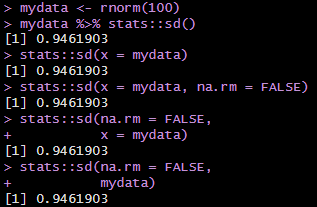 > mydata <- rnorm(100)
> mydata %>% stats::sd()
[1] 0.9461903
> stats::sd(x = mydata)
[1] 0.9461903
> stats::sd(x = mydata, na.rm = FALSE)
[1] 0.9461903
> stats::sd(na.rm = FALSE,
+           x = mydata)
[1] 0.9461903
> stats::sd(na.rm = FALSE,
+           mydata)
[1] 0.9461903